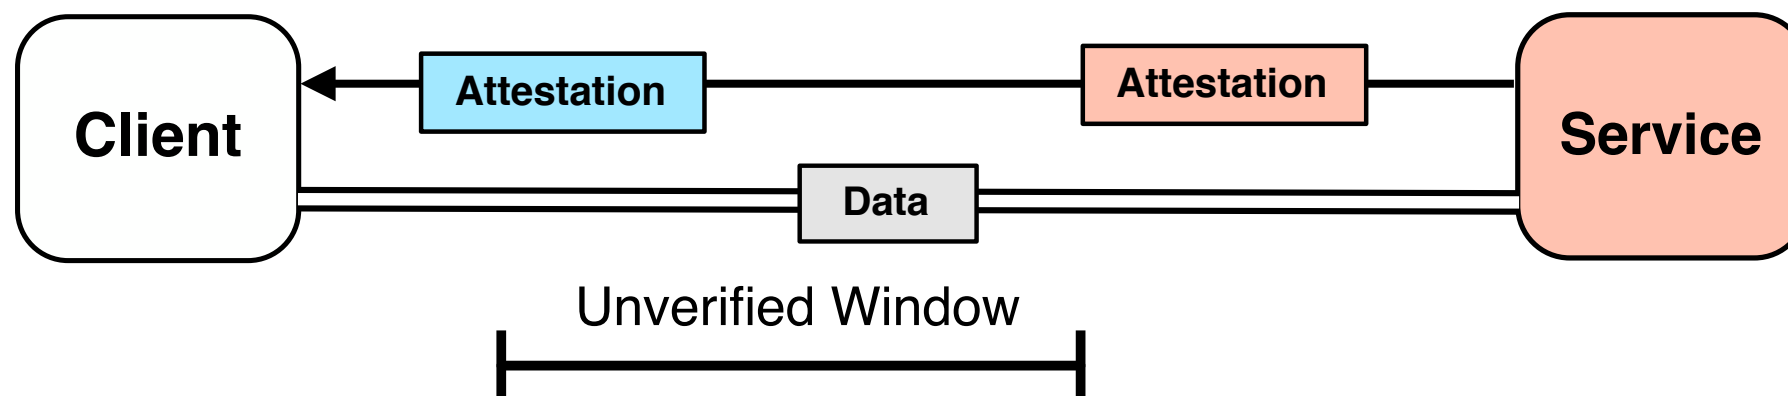 Client
Attestation
Attestation
Service
Data
Unverified Window